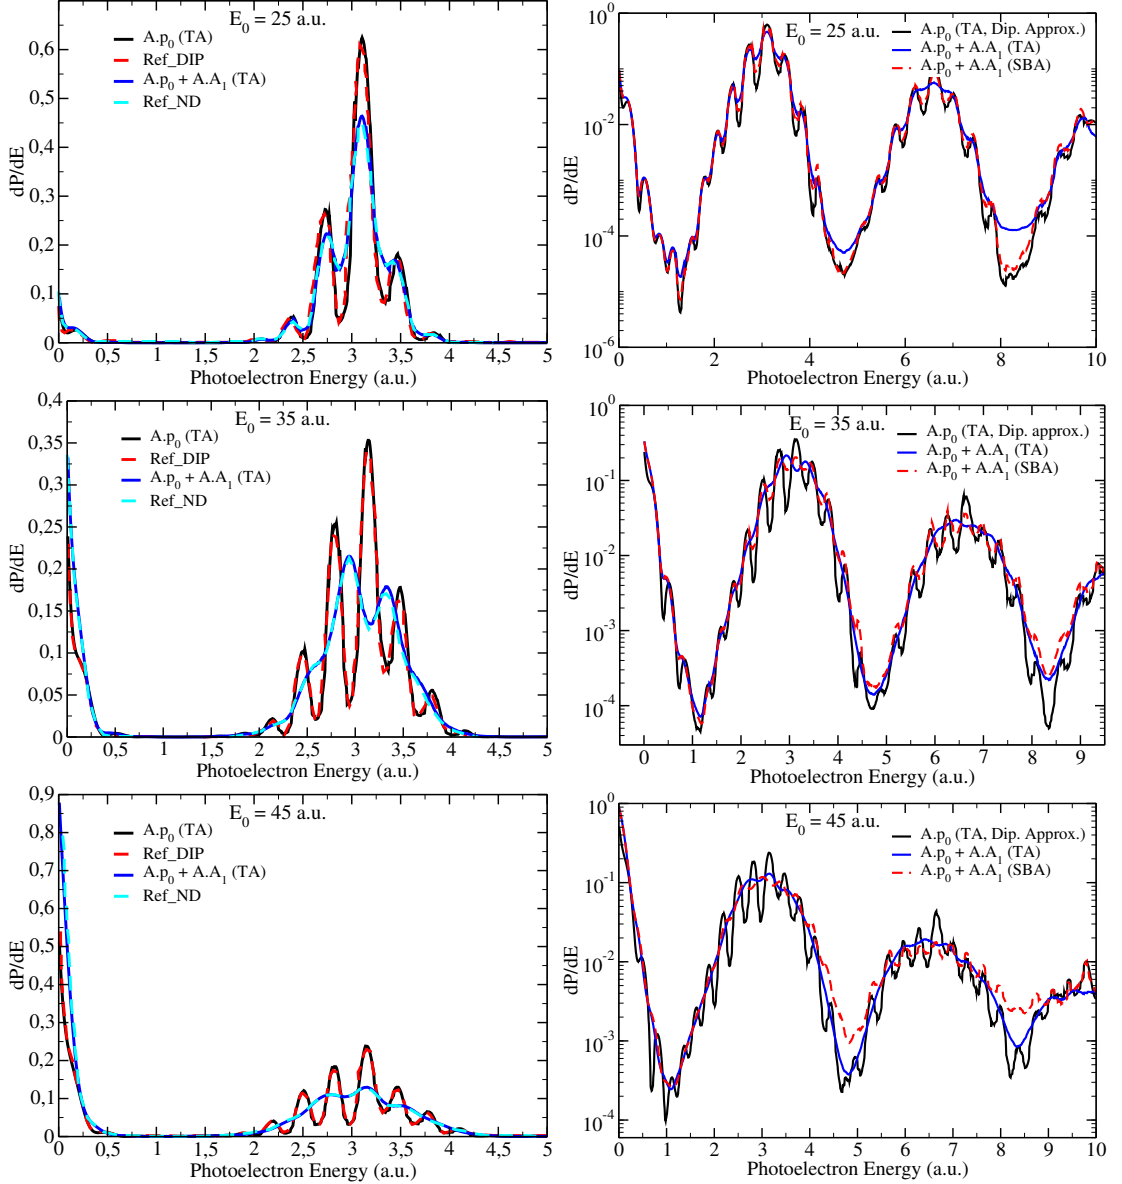 E₀ = 25 a.u.
A.p₀ (TA)
Ref_DIP
A.p₀ + A.A₁ (TA)
Ref_ND
dP/dE
0,6
0,5
0,4
0,3
0,2
0,1
0
0 0,5 1 1,5 2 2,5 3 3,5 4 4,5 5
Photoelectron Energy (a.u.)
E₀ = 25 a.u.
A.p₀ (TA, Dip. Approx.)
A.p₀ + A.A₁ (TA)
A.p₀ + A.A₁ (SBA)
dP/dE
10⁰
10⁻²
10⁻⁴
10⁻⁶
0 2 4 6 8 10
Photoelectron Energy (a.u.)
E₀ = 35 a.u.
A.p₀ (TA)
Ref_DIP
A.p₀ + A.A₁ (TA)
Ref_ND
dP/dE
0,4
0,35
0,3
0,25
0,2
0,15
0,1
0,05
0
0 0,5 1 1,5 2 2,5 3 3,5 4 4,5 5
Photoelectron Energy (a.u.)
E₀ = 35 a.u.
A.p₀ (TA, Dip. approx.)
A.p₀ + A.A₁ (TA)
A.p₀ + A.A₁ (SBA)
dP/dE
10⁰
10⁻¹
10⁻²
10⁻³
10⁻⁴
0 1 2 3 4 5 6 7 8 9
Photoelectron Energy (a.u.)
E₀ = 45 a.u.
A.p₀ (TA)
Ref_DIP
A.p₀ + A.A₁ (TA)
Ref_ND
dP/dE
0,9
0,8
0,7
0,6
0,5
0,4
0,3
0,2
0,1
0
0 0,5 1 1,5 2 2,5 3 3,5 4 4,5 5
Photoelectron Energy (a.u.)
E₀ = 45 a.u.
A.p₀ (TA, Dip. Approx.)
A.p₀ + A.A₁ (TA)
A.p₀ + A.A₁ (SBA)
dP/dE
10⁰
10⁻¹
10⁻²
10⁻³
10⁻⁴
0 1 2 3 4 5 6 7 8 9 10
Photoelectron Energy (a.u.)